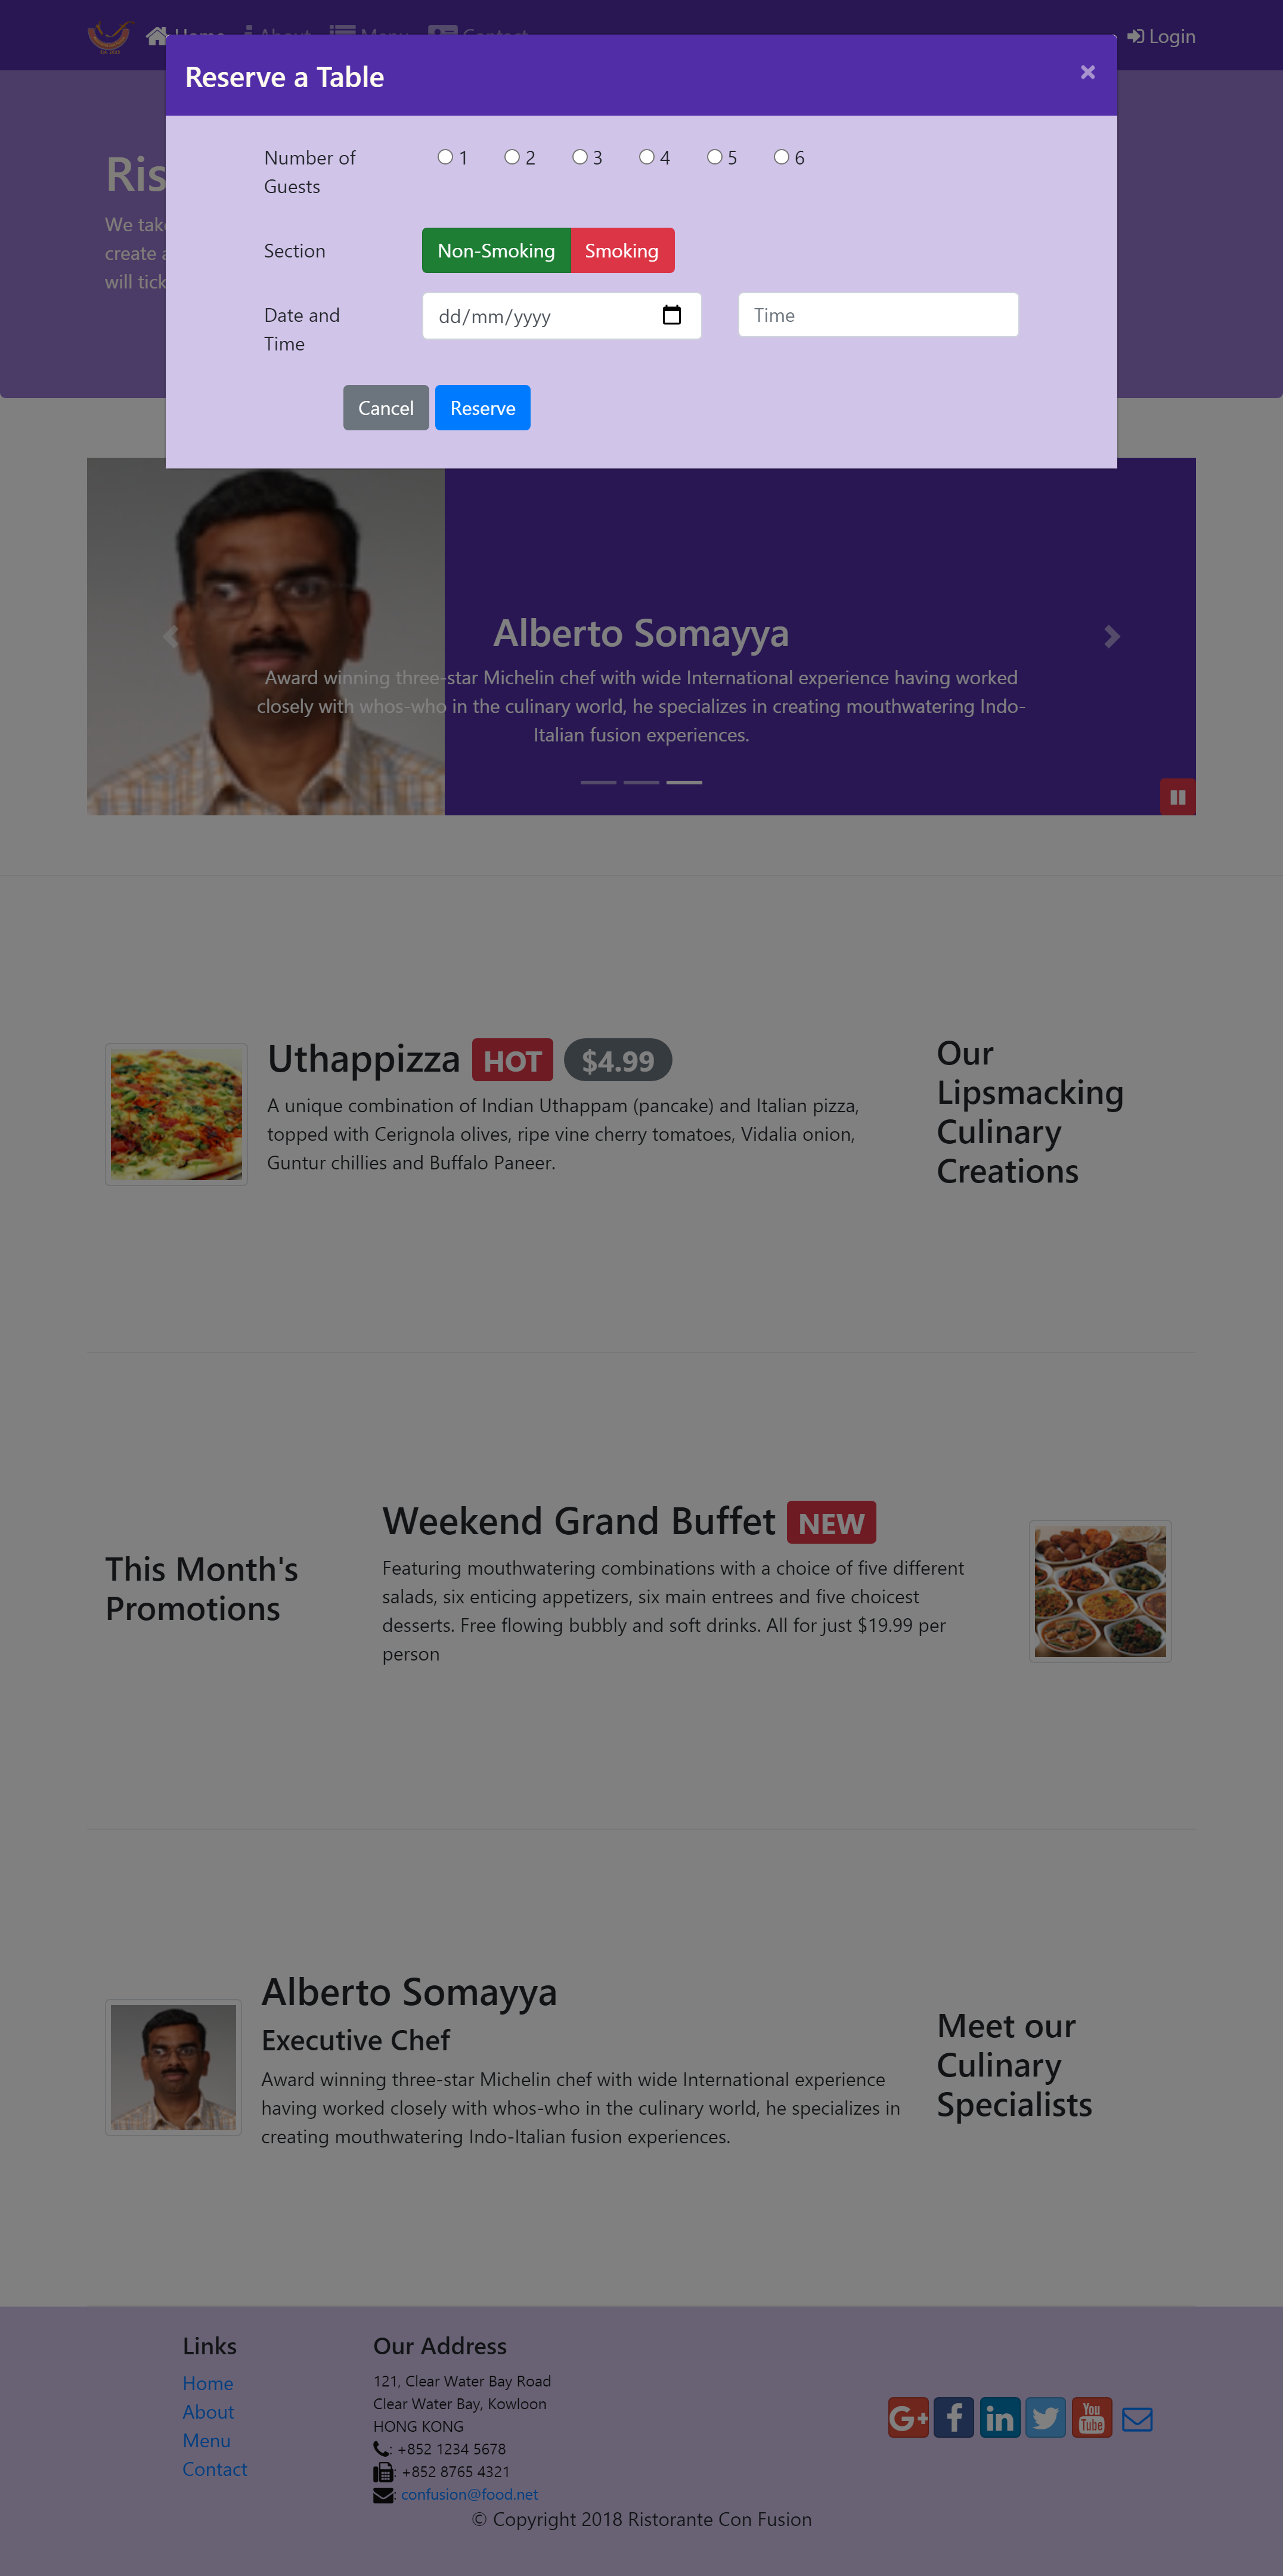 Home About Menu Contact Login
Reserve a Table ×
Number of
Guests
1 2 3 4 5 6
Section Non-Smoking Smoking
Date and
Time
dd/mm/yyyy Time
Cancel Reserve
Ris
We take
create a
will tick
Alberto Somayya
Award winning three-star Michelin chef with wide International experience having worked
closely with whos-who in the culinary world, he specializes in creating mouthwatering Indo-
Italian fusion experiences.
Uthappizza HOT $4.99
A unique combination of Indian Uthappam (pancake) and Italian pizza,
topped with Cerignola olives, ripe vine cherry tomatoes, Vidalia onion,
Guntur chillies and Buffalo Paneer.
Our
Lipsmacking
Culinary
Creations
This Month's
Promotions
Weekend Grand Buffet NEW
Featuring mouthwatering combinations with a choice of five different
salads, six enticing appetizers, six main entrees and five choicest
desserts. Free flowing bubbly and soft drinks. All for just $19.99 per
person
Alberto Somayya
Executive Chef
Award winning three-star Michelin chef with wide International experience
having worked closely with whos-who in the culinary world, he specializes in
creating mouthwatering Indo-Italian fusion experiences.
Meet our
Culinary
Specialists
Links
Home
About
Menu
Contact
Our Address
121, Clear Water Bay Road
Clear Water Bay, Kowloon
HONG KONG
: +852 1234 5678
: +852 8765 4321
: confusion@food.net
You Tube
© Copyright 2018 Ristorante Con Fusion